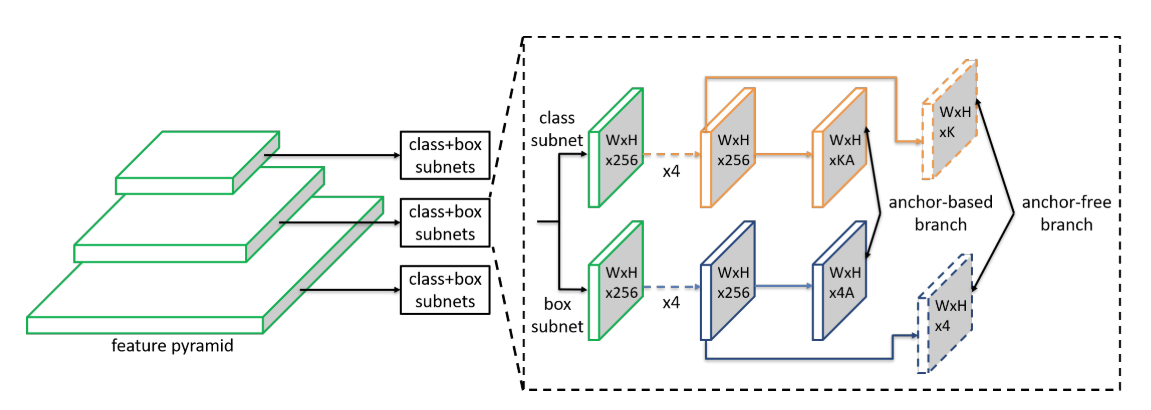 class+box
subnets
class+box
subnets
class+box
subnets
feature pyramid
class
subnet
WxH
x256
x4
WxH
x256
WxH
xKA
WxH
xK
anchor-based
branch
anchor-free
branch
box
subnet
WxH
x256
x4
WxH
x256
WxH
x4A
WxH
x4